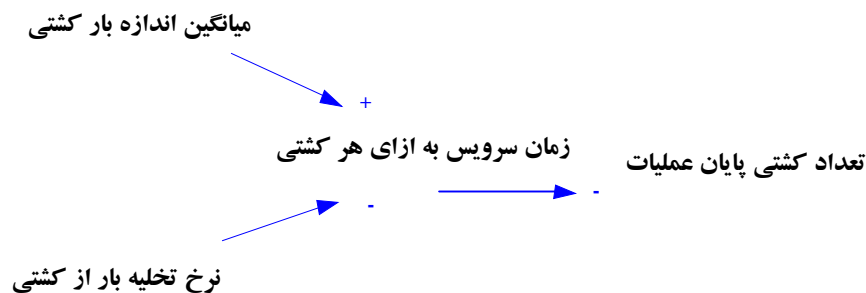 میانگین اندازه بار کشتی
+
زمان سرویس به ازای هر کشتی
تعداد کشتی پایان عملیات
-
-
نرخ تخلیه بار از کشتی